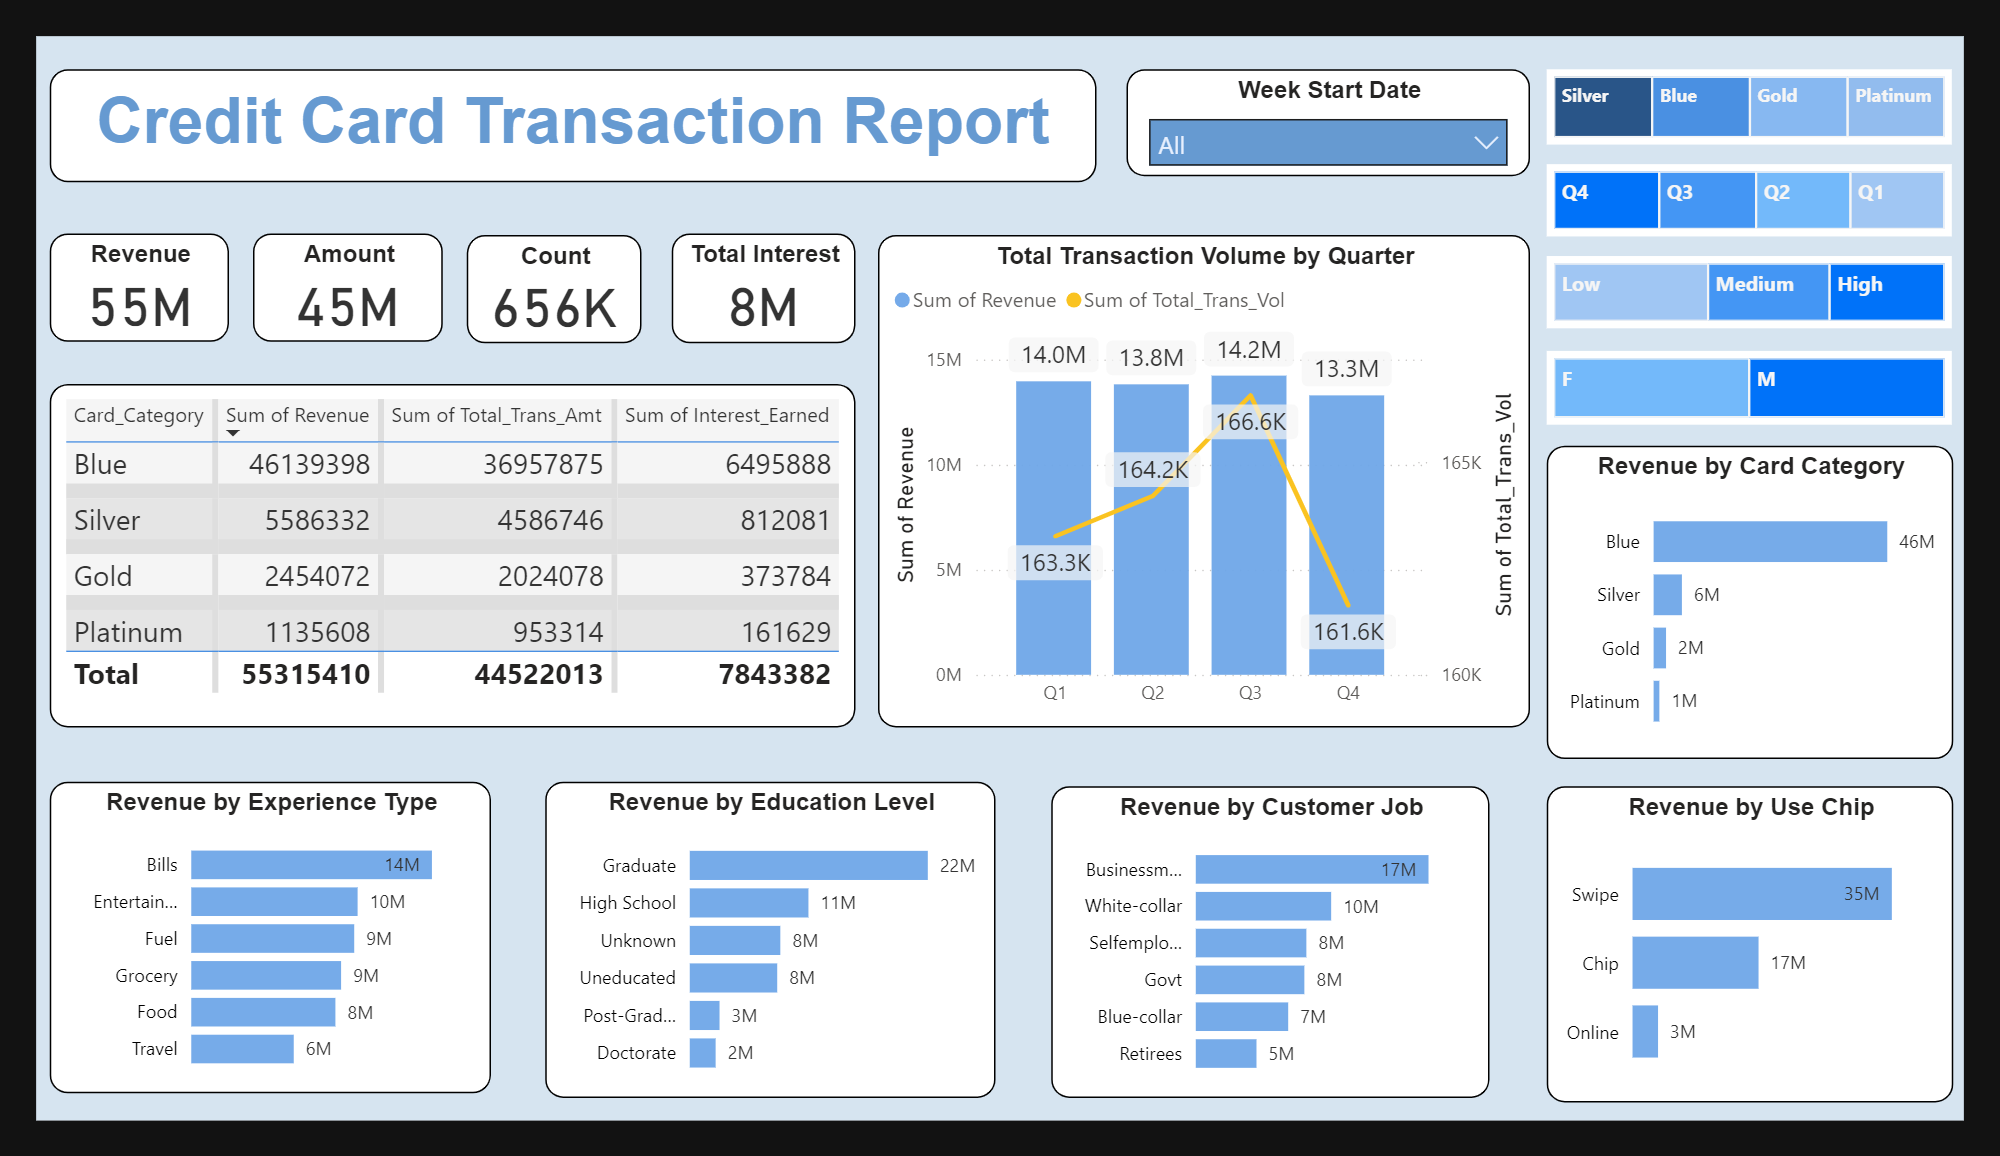 Credit Card Transaction Report
Week Start Date
All
Silver Blue Gold Platinum
Q4 Q3 Q2 Q1
Low Medium High
F M
Revenue
55M
Amount
45M
Count
656K
Total Interest
8M
Card_Category Sum of Revenue Sum of Total_Trans_Amt Sum of Interest_Earned
Blue 46139398 36957875 6495888
Silver 5586332 4586746 812081
Gold 2454072 2024078 373784
Platinum 1135608 953314 161629
Total 55315410 44522013 7843382
Total Transaction Volume by Quarter
Sum of Revenue Sum of Total_Trans_Vol
Sum of Revenue
15M
10M
5M
0M
14.0M 13.8M 14.2M 13.3M
163.3K 164.2K 166.6K 161.6K
Q1 Q2 Q3 Q4
165K
160K
Sum of Total_Trans_Vol
Revenue by Card Category
Blue 46M
Silver 6M
Gold 2M
Platinum 1M
Revenue by Experience Type
Bills 14M
Entertain... 10M
Fuel 9M
Grocery 9M
Food 8M
Travel 6M
Revenue by Education Level
Graduate 22M
High School 11M
Unknown 8M
Uneducated 8M
Post-Grad... 3M
Doctorate 2M
Revenue by Customer Job
Businessm... 17M
White-collar 10M
Selfemplo... 8M
Govt 8M
Blue-collar 7M
Retirees 5M
Revenue by Use Chip
Swipe 35M
Chip 17M
Online 3M